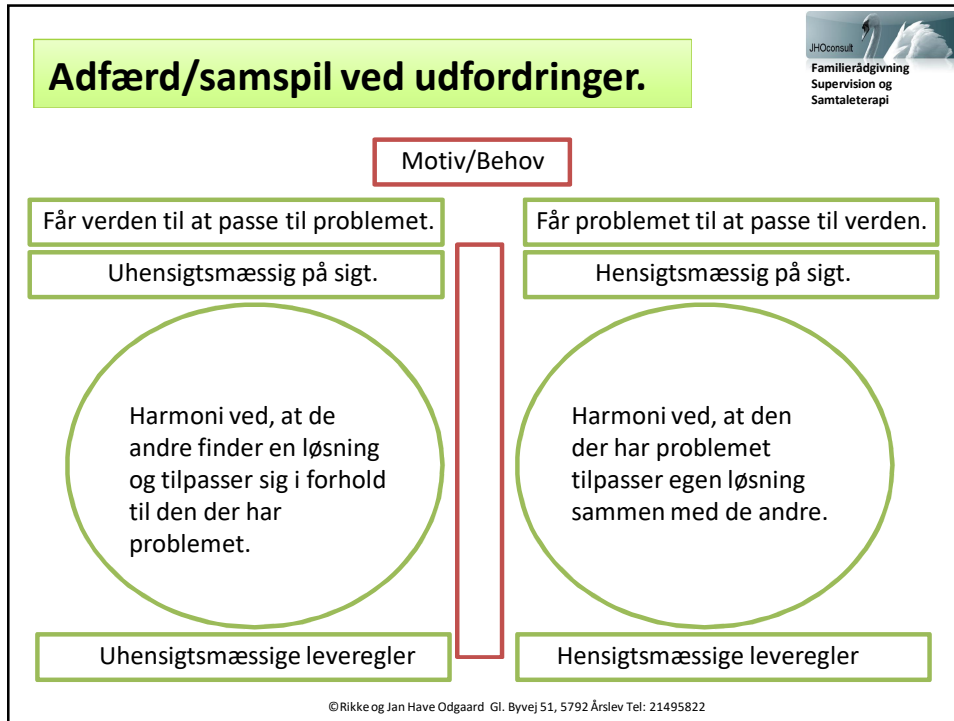 Adfærd/samspil ved udfordringer.
JHOconsult
Familierådgivning
Supervision og
Samtaleterapi
Motiv/Behov
Får verden til at passe til problemet.
Uhensigtsmæssig på sigt.
Harmoni ved, at de
andre finder en løsning
og tilpasser sig i forhold
til den der har
problemet.
Uhensigtsmæssige leveregler
Får problemet til at passe til verden.
Hensigtsmæssig på sigt.
Harmoni ved, at den
der har problemet
tilpasser egen løsning
sammen med de andre.
Hensigtsmæssige leveregler
©Rikke og Jan Have Odgaard Gl. Byvej 51, 5792 Årslev Tel: 21495822